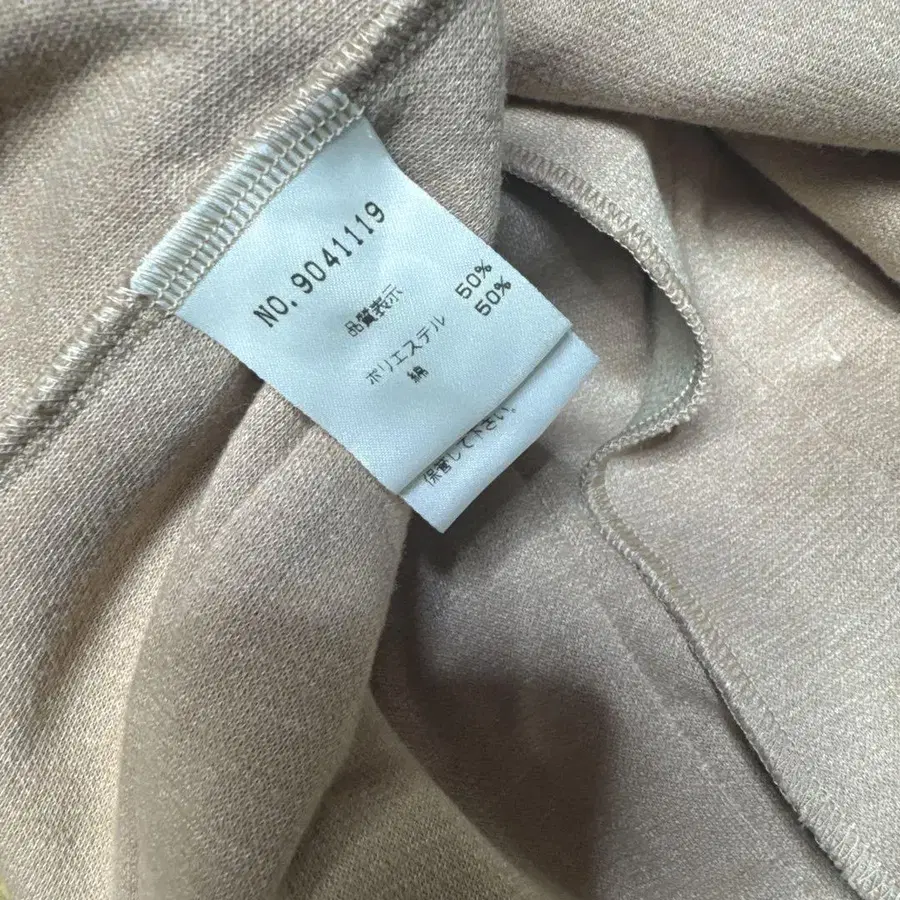 NO. 9041119
品質表示
ポリエステル 50%
綿 50%
保管して下さい。